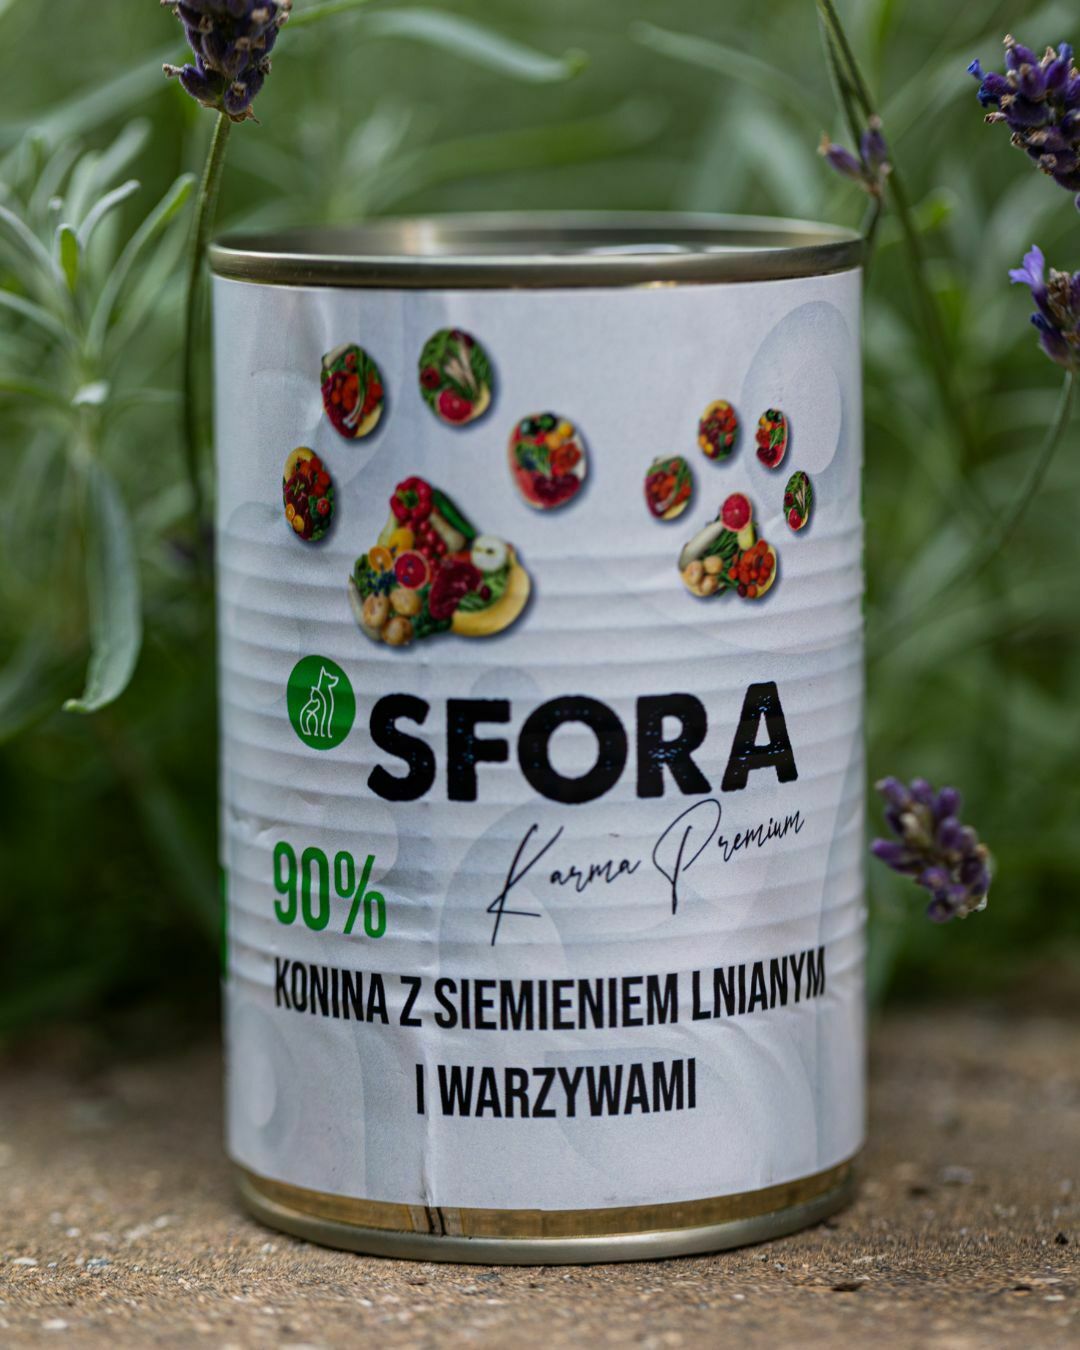 SFORA
Karma Premium
90%
KONINA Z SIEMIENIEM LNIANYM
I WARZYWAMI